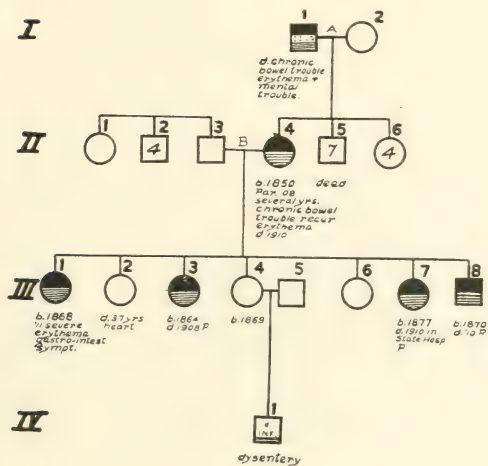 I
1
A
2
d. chronic
bowel trouble
erythema +
mental
trouble.
II
1
2
4
3
B
4
5
7
6
4
b. 1850
Par. 08
several yrs.
chronic bowel
trouble recur
erythema
d 1910
dead
III
1
2
3
4
5
6
7
8
b. 1868
'11 severe
erythema
gastro-intest
sympt.
d. 37 yrs
heart
b. 1864
d. 1908 P
b. 1869
b. 1877
d. 1910 in
State Hosp
P
b. 1870
d. '10 P
IV
1
INF.
dysentery